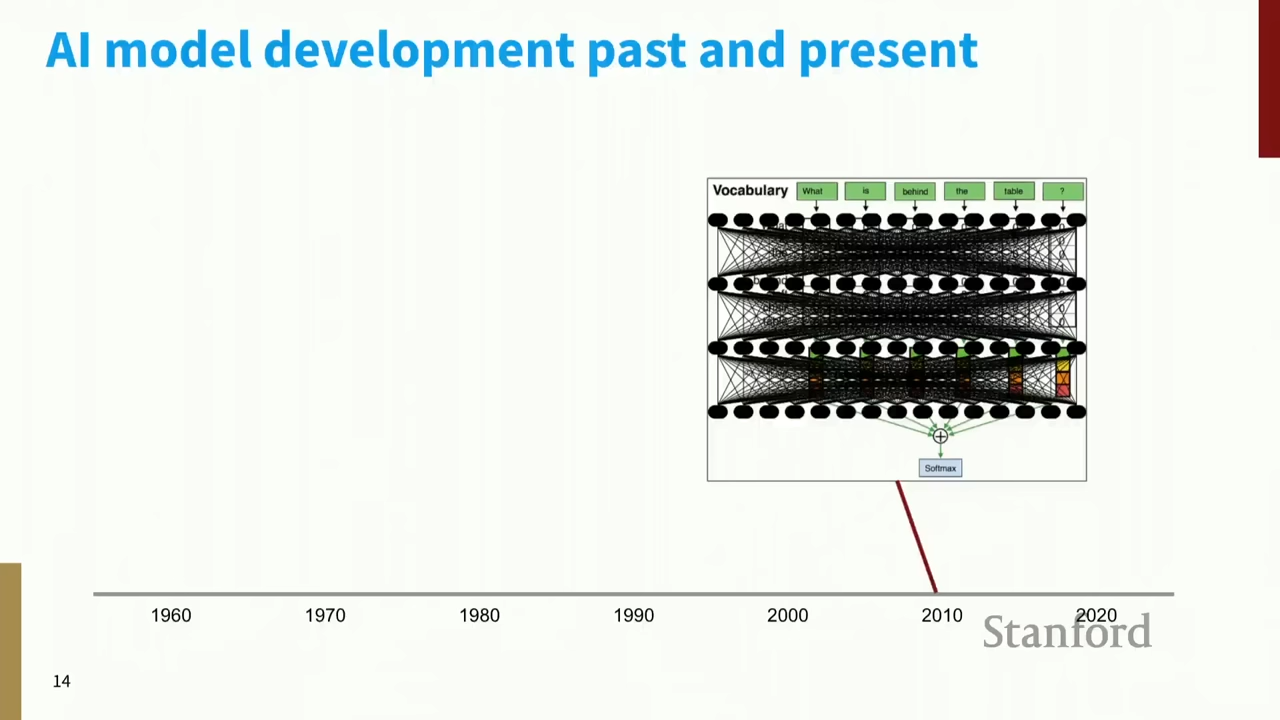 AI model development past and present
Vocabulary What is behind the table ?
Softmax
1960 1970 1980 1990 2000 2010 2020
Stanford
14